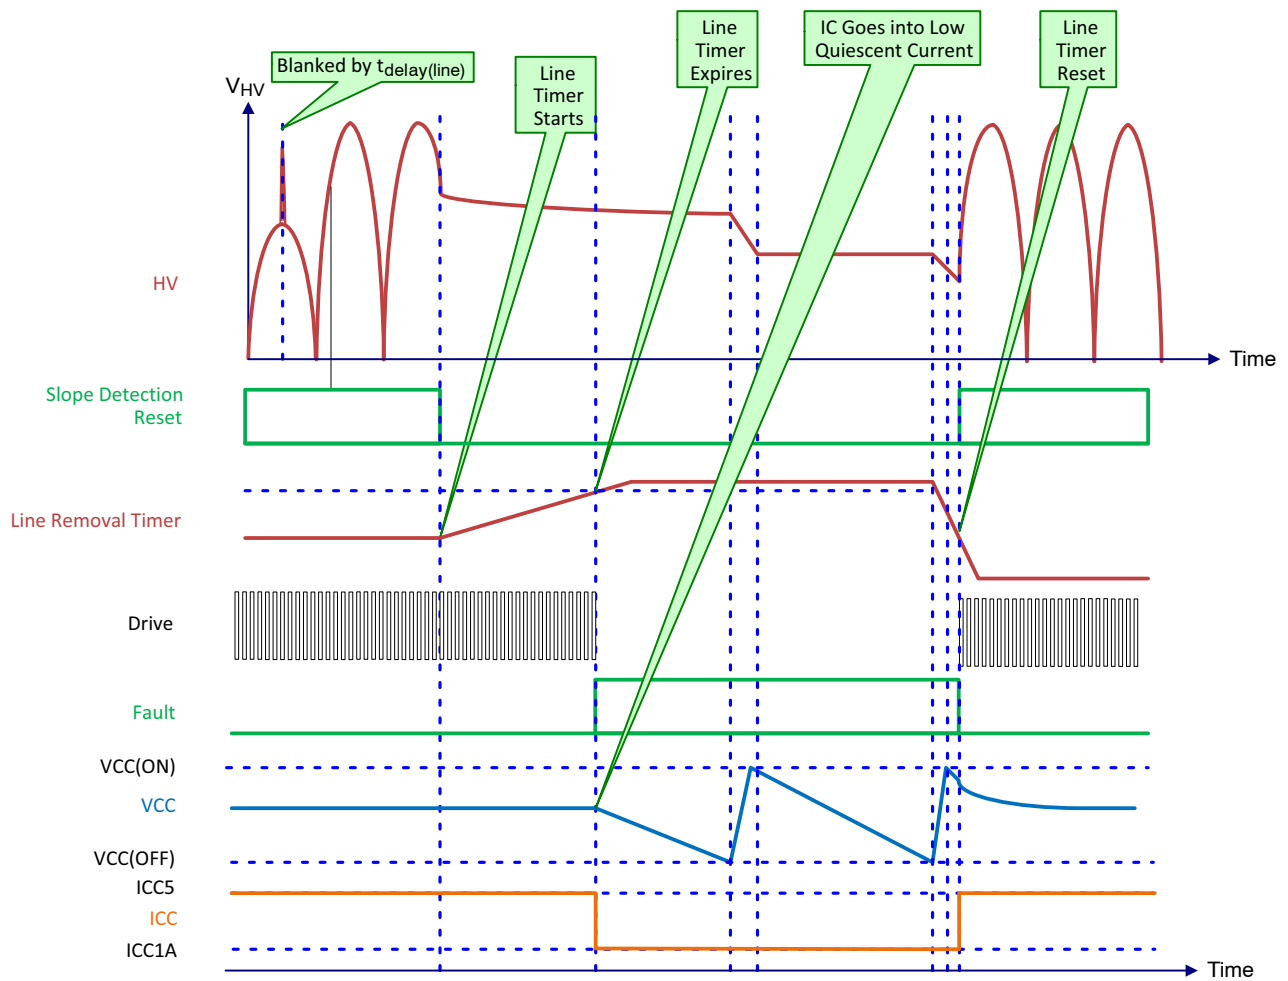 Blanked by tdelay(line)
Line
Timer
Starts
Line
Timer
Expires
IC Goes into Low
Quiescent Current
Line
Timer
Reset
VHV
HV
Time
Slope Detection
Reset
Line Removal Timer
Drive
Fault
VCC(ON)
VCC
VCC(OFF)
ICC5
ICC
ICC1A
Time